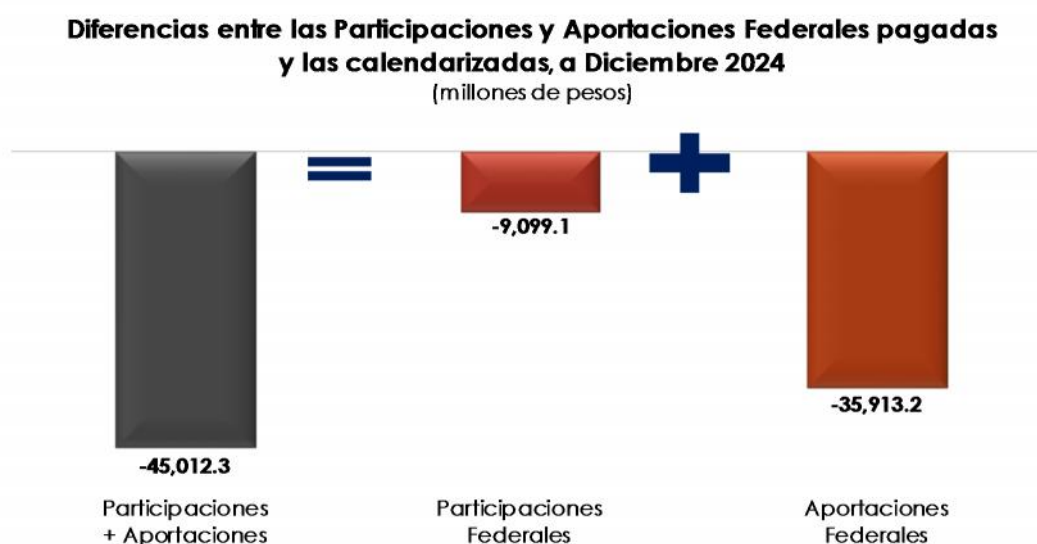 Diferencias entre las Participaciones y Aportaciones Federales pagadas
y las calendarizadas, a Diciembre 2024
(millones de pesos)
-9,099.1
-35,913.2
-45,012.3
Participaciones
+ Aportaciones
Participaciones
Federales
Aportaciones
Federales